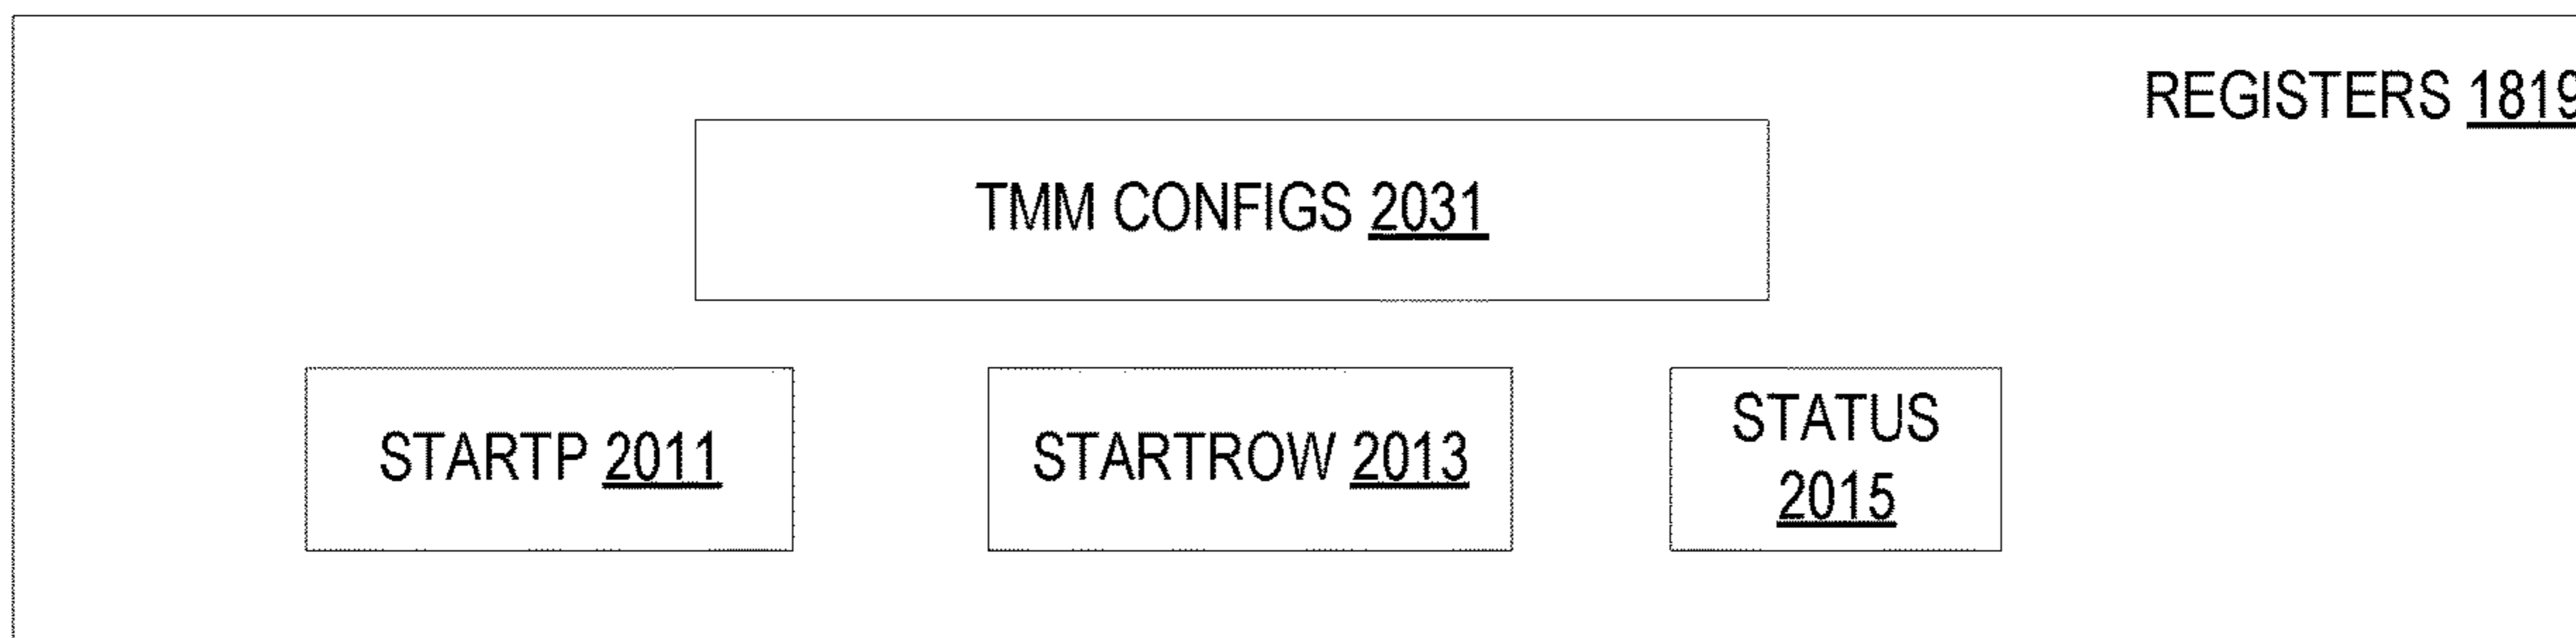 REGISTERS 1819
TMM CONFIGS 2031
STARTP 2011
STARTROW 2013
STATUS
2015